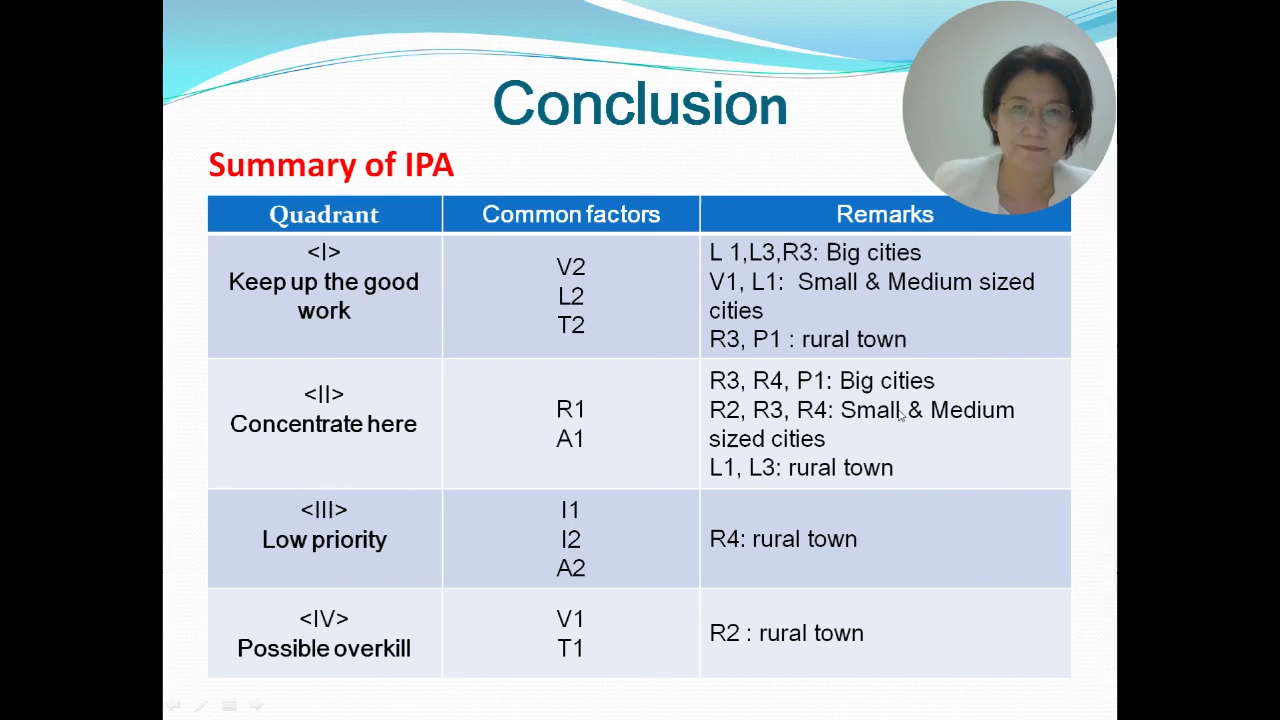 Conclusion
Summary of IPA
Quadrant Common factors Remarks
<I>
Keep up the good
work
V2
L2
T2
L 1,L3,R3: Big cities
V1, L1: Small & Medium sized
cities
R3, P1 : rural town
<II>
Concentrate here
R1
A1
R3, R4, P1: Big cities
R2, R3, R4: Small & Medium
sized cities
L1, L3: rural town
<III>
Low priority
I1
I2
A2
R4: rural town
<IV>
Possible overkill
V1
T1
R2 : rural town